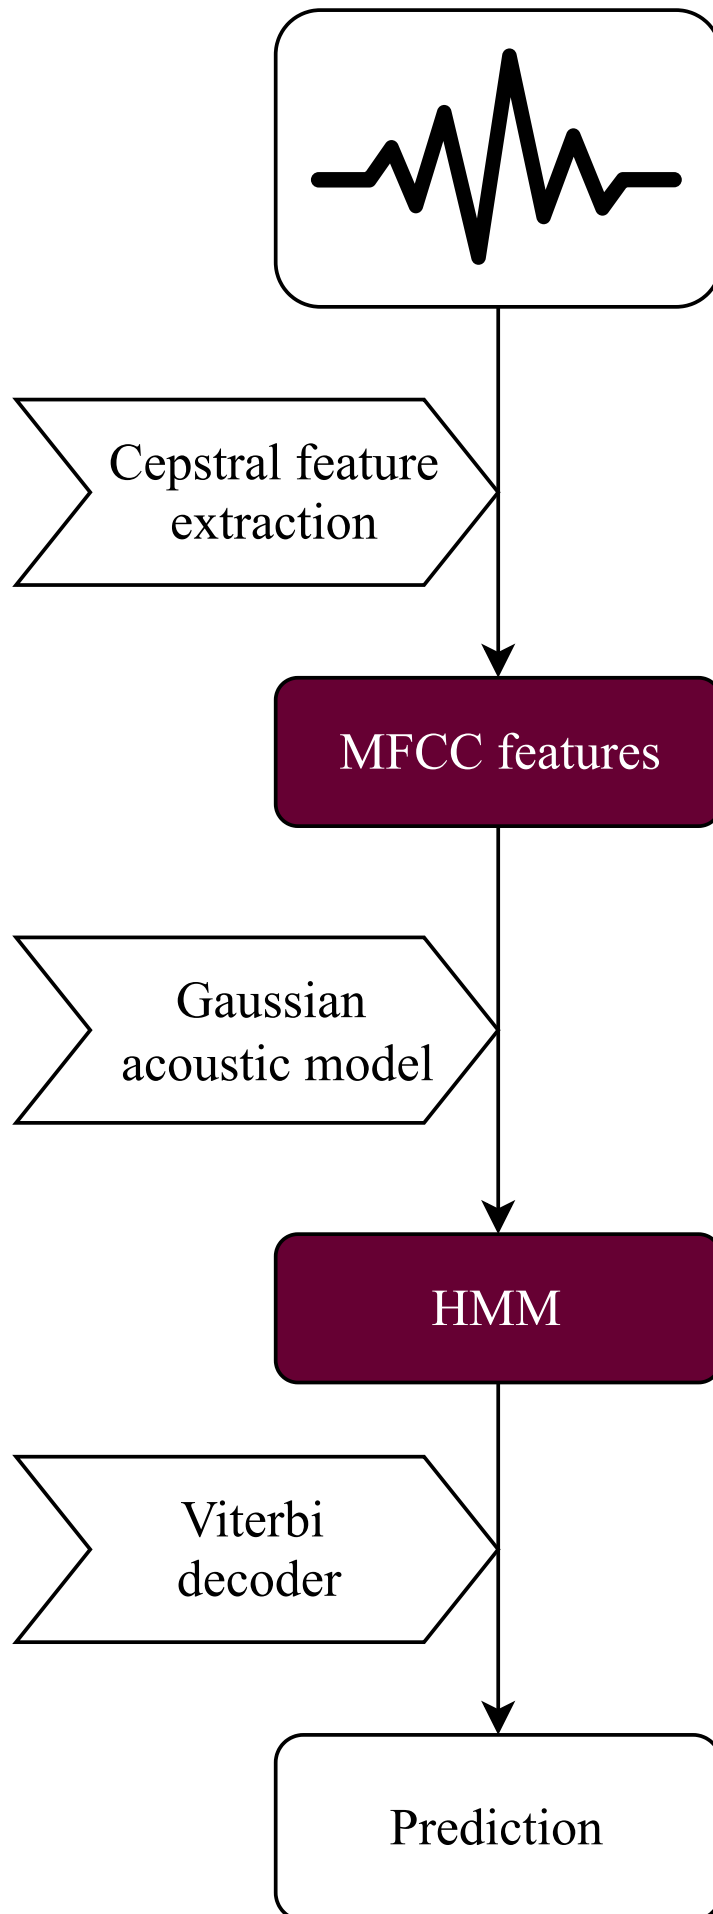 Cepstral feature
extraction
MFCC features
Gaussian
acoustic model
HMM
Viterbi
decoder
Prediction